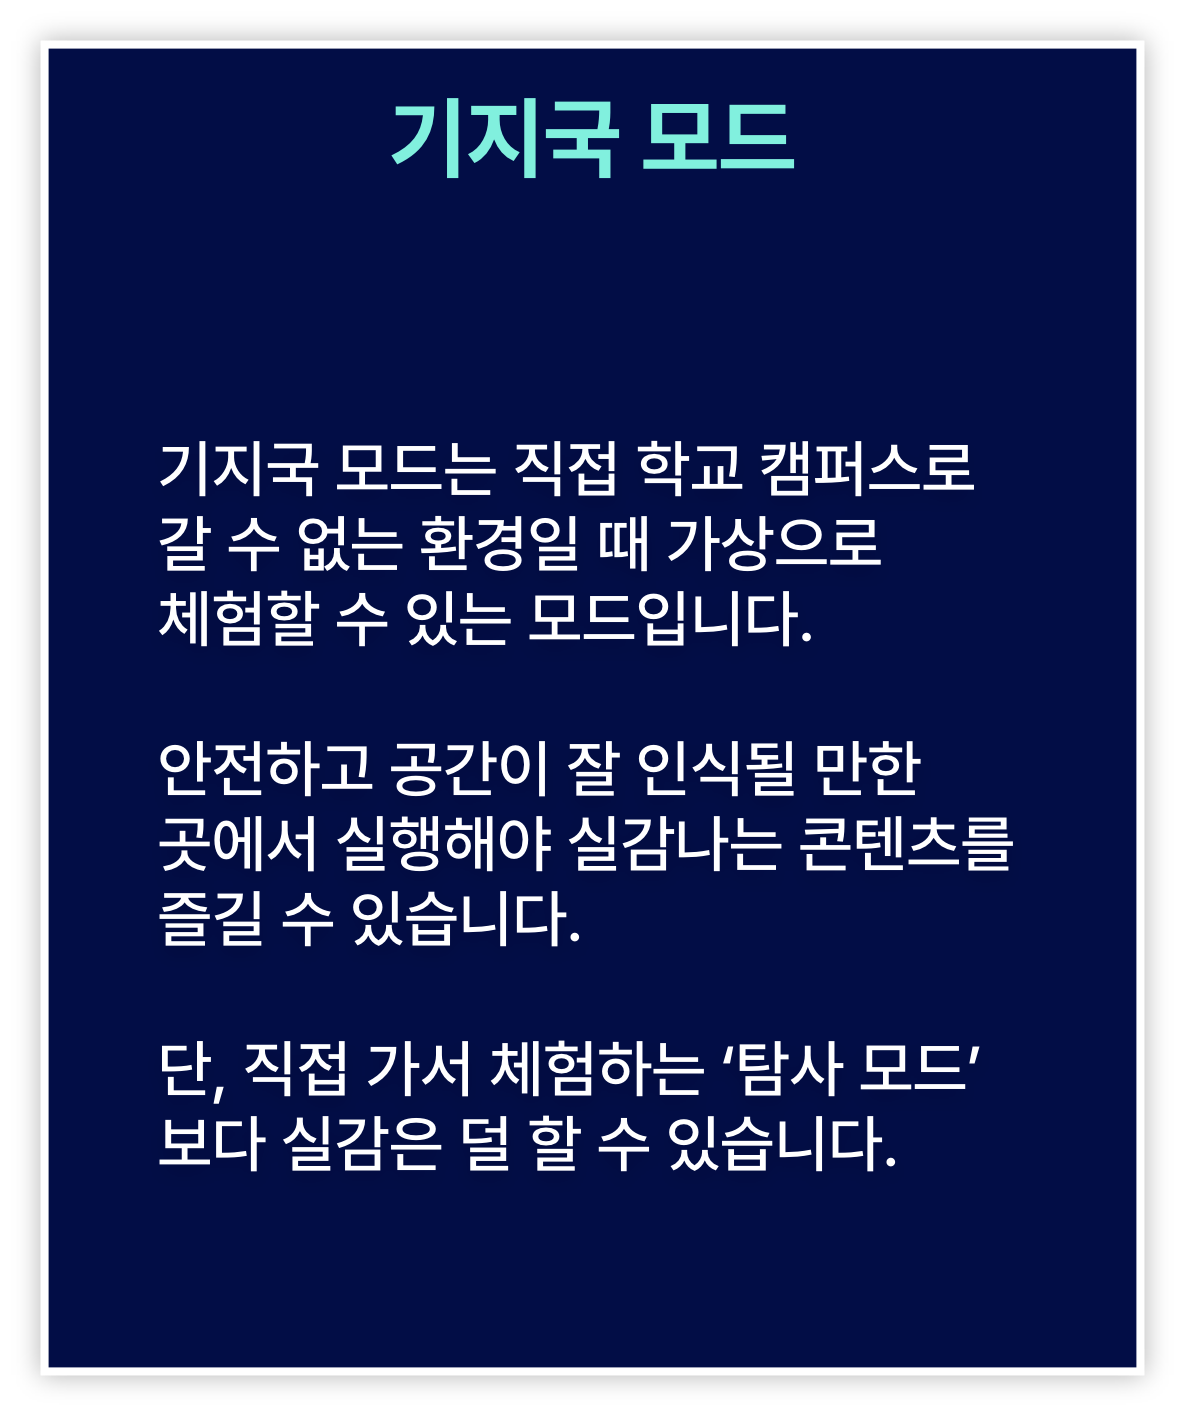 기지국 모드
기지국 모드는 직접 학교 캠퍼스로
갈 수 없는 환경일 때 가상으로
체험할 수 있는 모드입니다.
안전하고 공간이 잘 인식될 만한
곳에서 실행해야 실감나는 콘텐츠를
즐길 수 있습니다.
단, 직접 가서 체험하는 ‘탐사 모드’
보다 실감은 덜 할 수 있습니다.